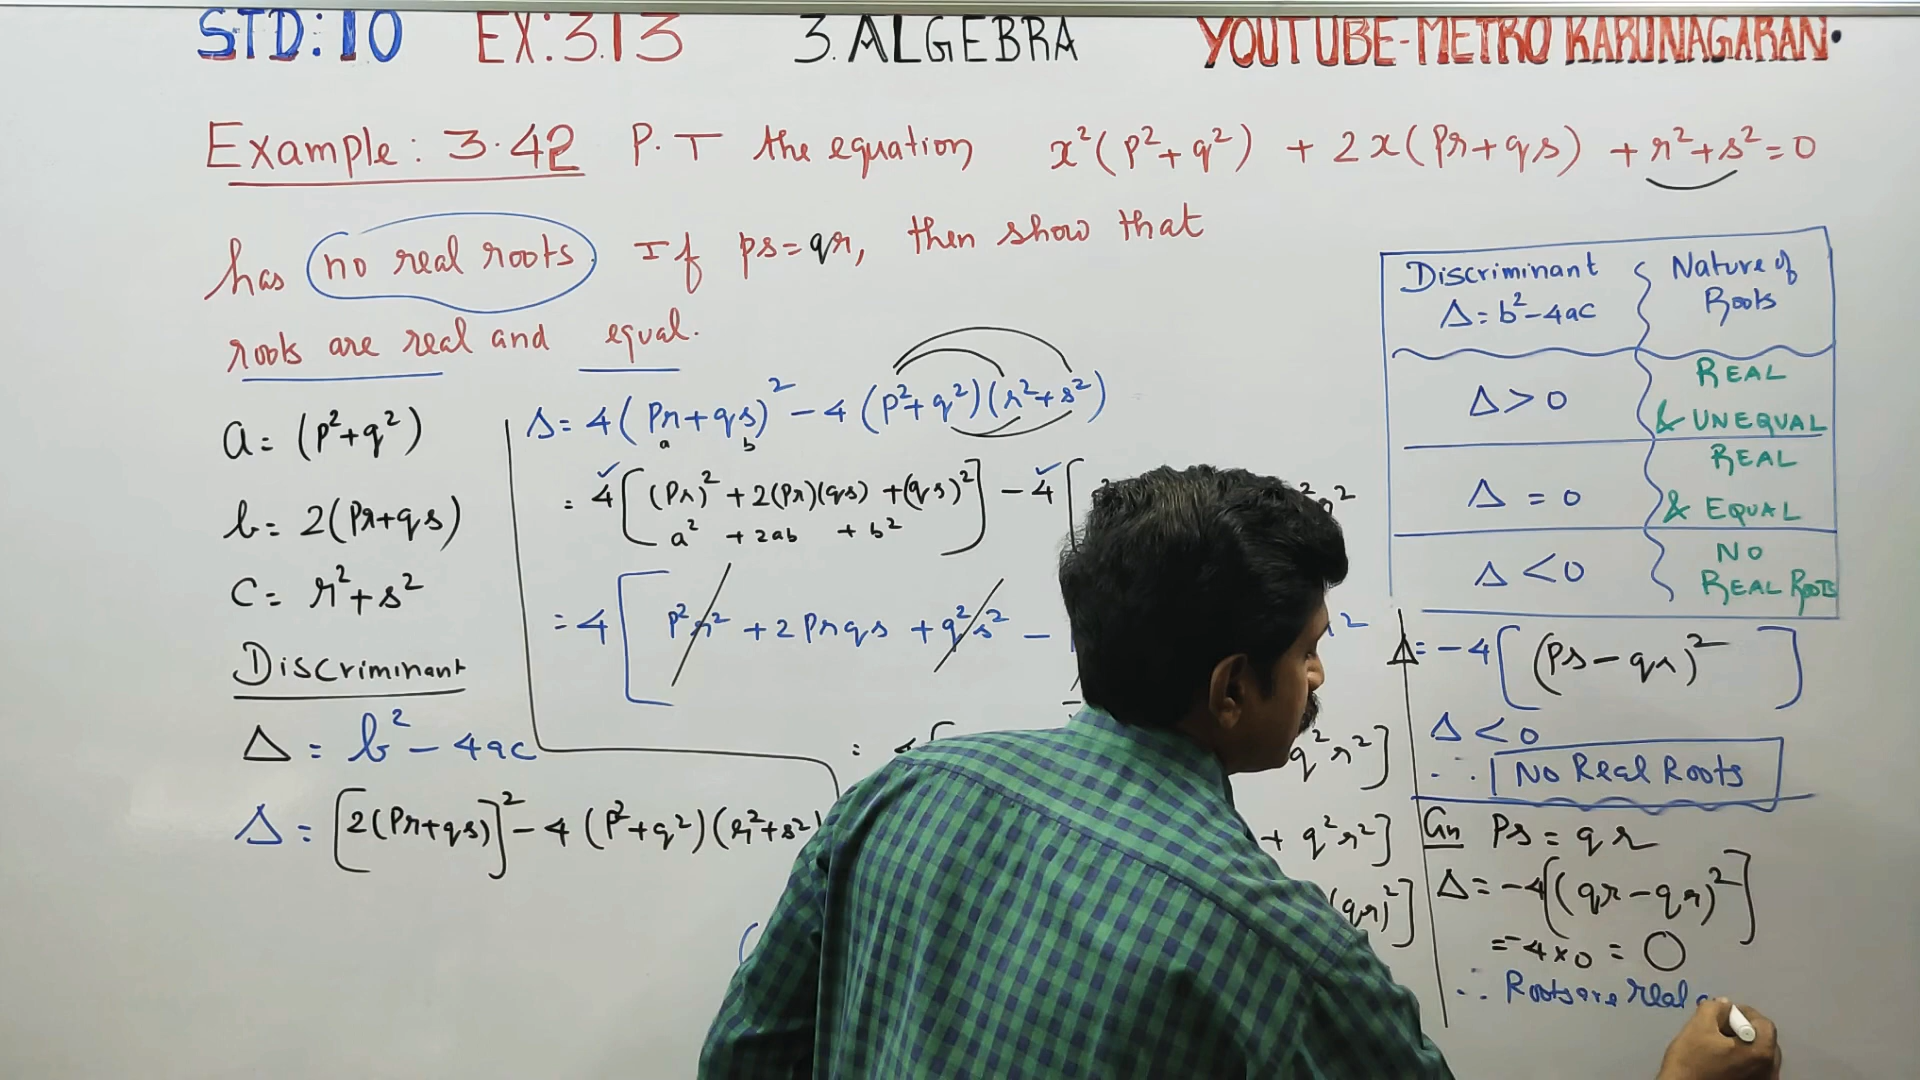 STD:10 EX:3.13 3.ALGEBRA YOUTUBE-METRO KARUNAGARAN.
Example: 3.42 P.T the equation x²(p²+q²) + 2x(pr+qs) + r²+s²=0
has no real roots. If ps=qr, then show that
roots are real and equal.
a= (p²+q²)
b= 2(pr+qs)
c= r²+s²
Discriminant
Δ = b²-4ac
Δ = [2(pr+qs)]²-4(p²+q²)(r²+s²)
Δ= 4(pr+qs)²-4(p²+q²)(r²+s²)
a b
= 4[(pr)²+2(pr)(qs)+(qs)²]-4[
a² +2ab +b²
=4[p²r²+2prqs+q²s²-
q²r²]
+ q²r²]
(qr)²]
Discriminant Nature of
Δ=b²-4ac Roots
Δ>0 REAL
& UNEQUAL
Δ=0 REAL
& EQUAL
Δ<0 NO
REAL ROOTS
Δ=-4[(ps-qr)²]
Δ<0
∴ No Real Roots
Gn ps=qr
Δ=-4[(qr-qr)²]
=-4×0=0
∴ Roots are real